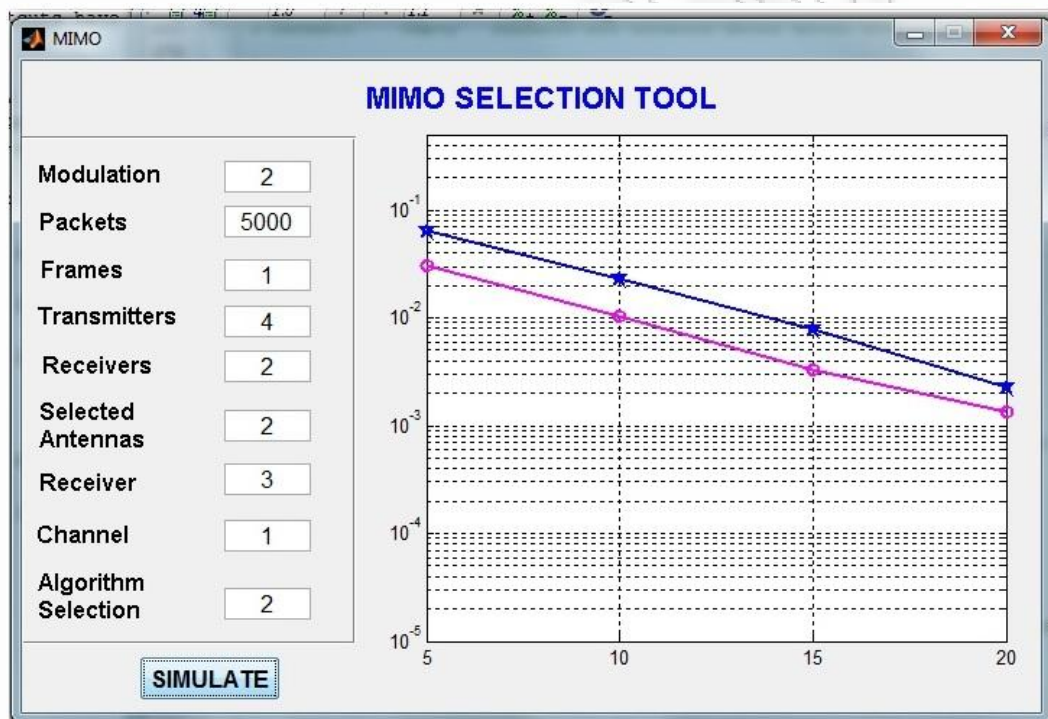 MIMO
MIMO SELECTION TOOL
Modulation 2
Packets 5000
Frames 1
Transmitters 4
Receivers 2
Selected
Antennas 2
Receiver 3
Channel 1
Algorithm
Selection 2
SIMULATE
10^-1
10^-2
10^-3
10^-4
10^-5
5 10 15 20